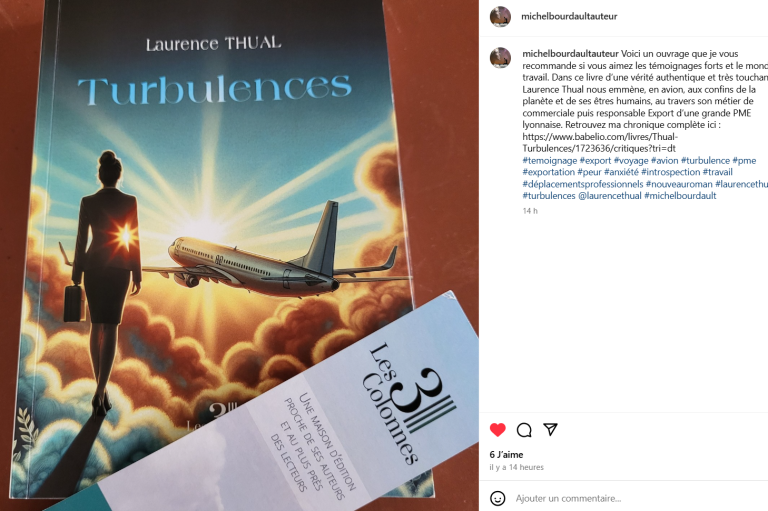 Laurence THUAL
Turbulences
3
Les
3
Les
Colonnes
UNE MAISON D'ÉDITION
PROCHE DE SES AUTEURS
ET AU PLUS PRÈS
DES LECTEURS
michelbourdaultauteur
michelbourdaultauteur Voici un ouvrage que je vous
recommande si vous aimez les témoignages forts et le
travail. Dans ce livre d'une vérité authentique et très
Laurence Thual nous emmène, en avion, aux confins de la
planète et de ses êtres humains, au travers son métier de
commerciale puis responsable Export d'une grande PME
lyonnaise. Retrouvez ma chronique complète ici :
https://www.babelio.com/livres/Thual-
Turbulences/1723636/critiques?tri=dt
#temoignage #export #voyage #avion #turbulence #pme
#exportation #peur #anxiété #introspection #travail
#déplacementsprofessionnels #nouveauroman
#turbulences @laurencethual #michelbourdault
14 h
6 J'aime
il y a 14 heures
Ajouter un commentaire...